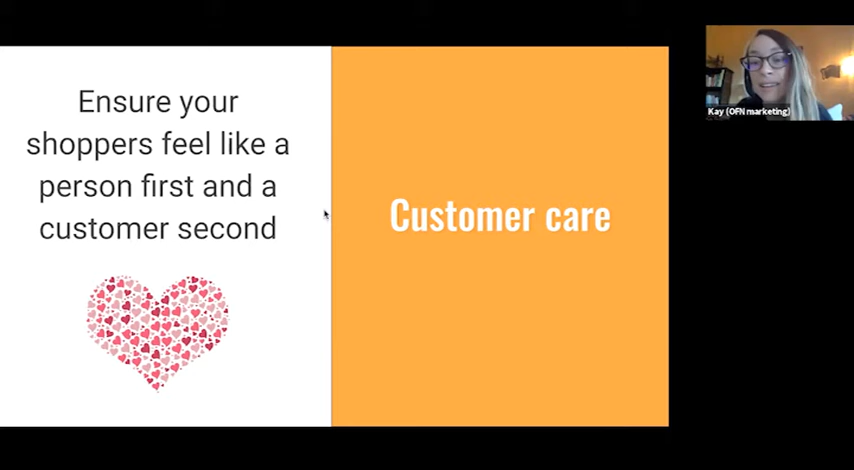 Ensure your
shoppers feel like a
person first and a
customer second
Customer care
Kay (OFN marketing)